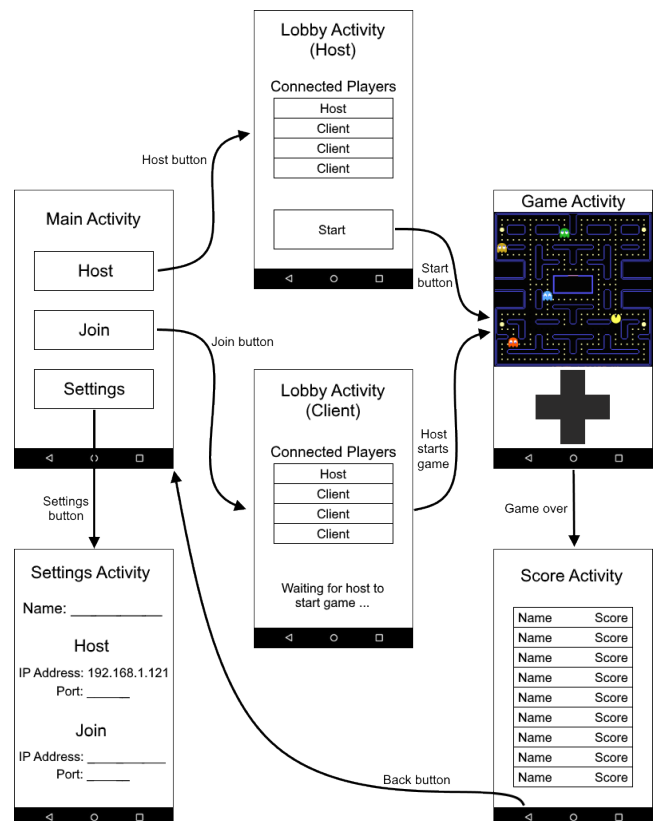 Lobby Activity
(Host)
Connected Players
Host
Client
Client
Client
Start
Host button
Main Activity
Host
Join
Settings
Start
button
Game Activity
Join button
Lobby Activity
(Client)
Connected Players
Host
Client
Client
Client
Waiting for host to
start game ...
Host
starts
game
Game over
Settings
button
Settings Activity
Name: ___________
Host
IP Address: 192.168.1.121
Port: ______
Join
IP Address: ___________
Port: ______
Score Activity
Name Score
Name Score
Name Score
Name Score
Name Score
Name Score
Name Score
Name Score
Name Score
Back button